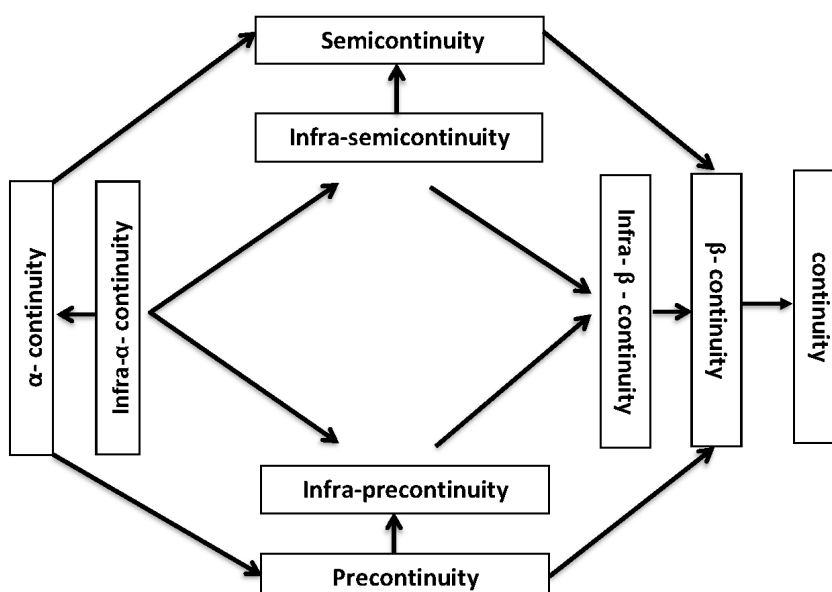 Semicontinuity
Infra-semicontinuity
α- continuity
Infra-α- continuity
Infra- β - continuity
β- continuity
continuity
Infra-precontinuity
Precontinuity